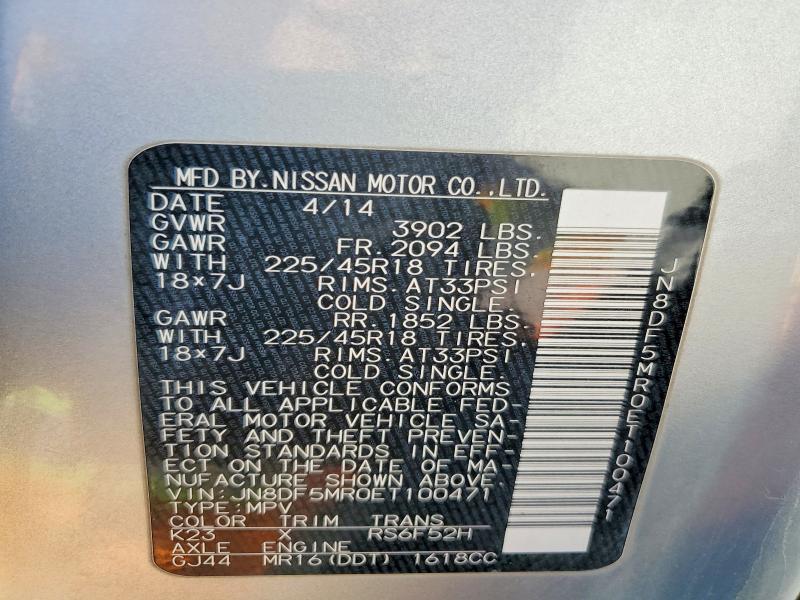 MFD BY.NISSAN MOTOR CO.,LTD.
DATE 4/14
GVWR 3902 LBS.
GAWR FR. 2094 LBS.
WITH 225/45R18 TIRES,
18×7J RIMS.AT33PSI
COLD SINGLE.
GAWR RR. 1852 LBS.
WITH 225/45R18 TIRES,
18×7J RIMS.AT33PSI
COLD SINGLE.
THIS VEHICLE CONFORMS
TO ALL APPLICABLE FED-
ERAL MOTOR VEHICLE SA-
FETY AND THEFT PREVEN-
TION STANDARDS IN EFF-
ECT ON THE DATE OF MA-
NUFACTURE SHOWN ABOVE.
VIN:JN8DF5MR0ET100471
TYPE:MPV
COLOR TRIM TRANS
K23 X RS6F52H
AXLE ENGINE
GJ44 MR16(DDT) 1618CC
JN8DF5MR0ET100471